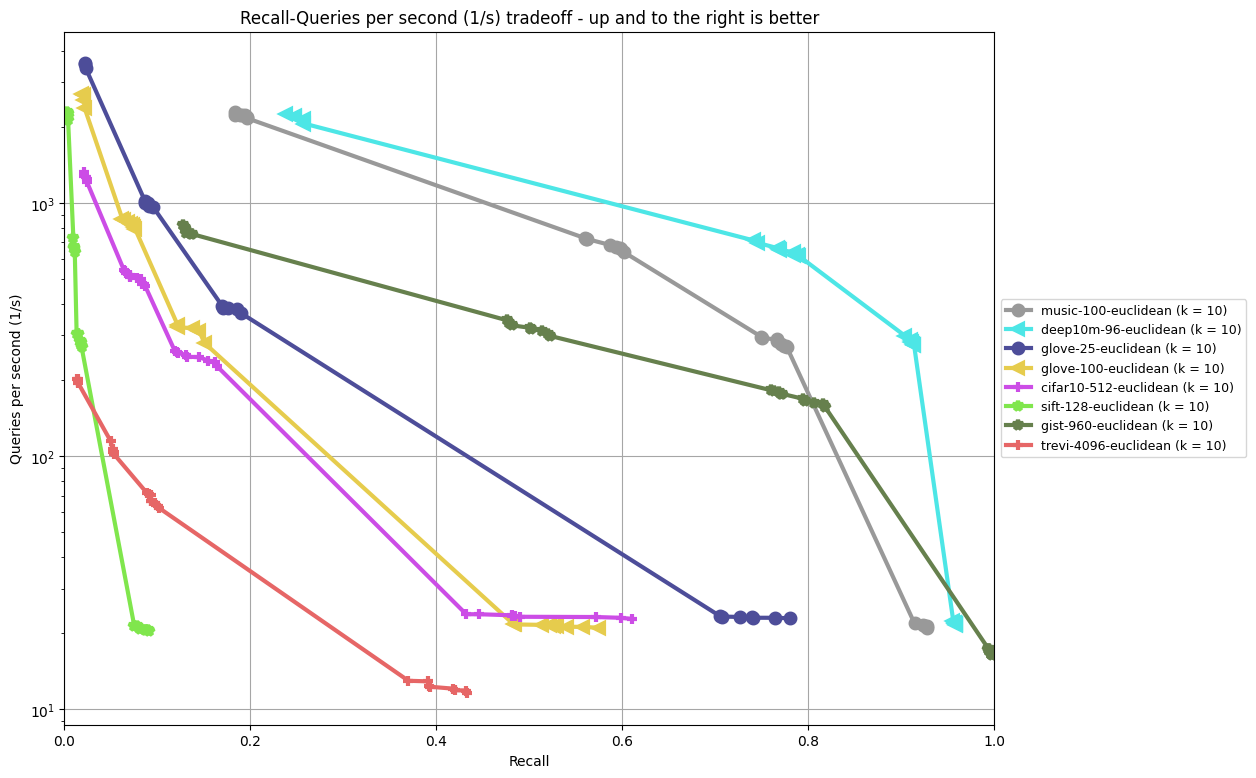 Recall-Queries per second (1/s) tradeoff - up and to the right is better
Queries per second (1/s)
10³
10²
10¹
0.0 0.2 0.4 0.6 0.8 1.0
Recall
music-100-euclidean (k = 10)
deep10m-96-euclidean (k = 10)
glove-25-euclidean (k = 10)
glove-100-euclidean (k = 10)
cifar10-512-euclidean (k = 10)
sift-128-euclidean (k = 10)
gist-960-euclidean (k = 10)
trevi-4096-euclidean (k = 10)